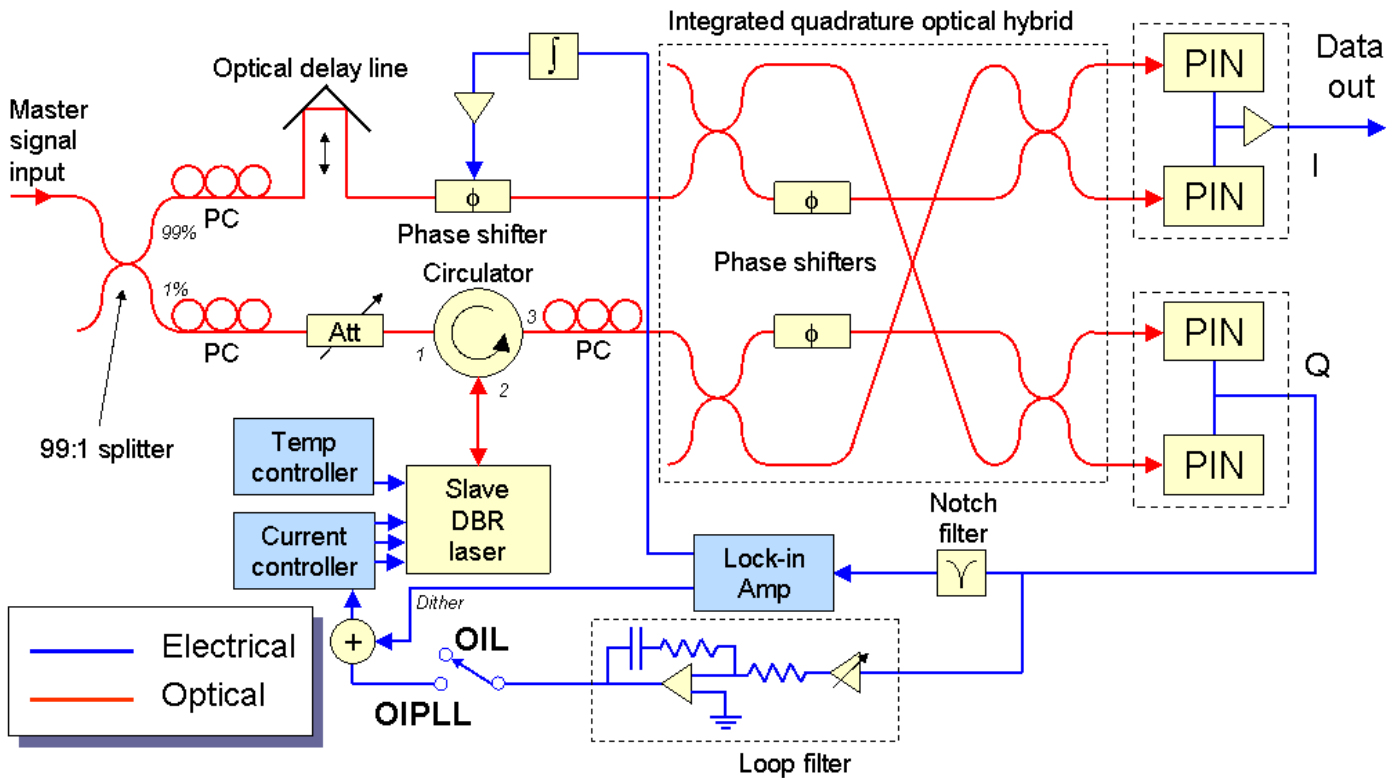 Integrated quadrature optical hybrid
Optical delay line
∫
PIN
Data
out
Master
signal
input
PC
99%
ϕ
Phase shifter
ϕ
PIN
I
Phase shifters
Circulator
1%
PC
Att
1
3
2
PC
ϕ
PIN
Q
99:1 splitter
Temp
controller
Slave
DBR
laser
PIN
Current
controller
Notch
filter
Lock-in
Amp
Dither
+
OIL
OIPLL
Electrical
Optical
Loop filter